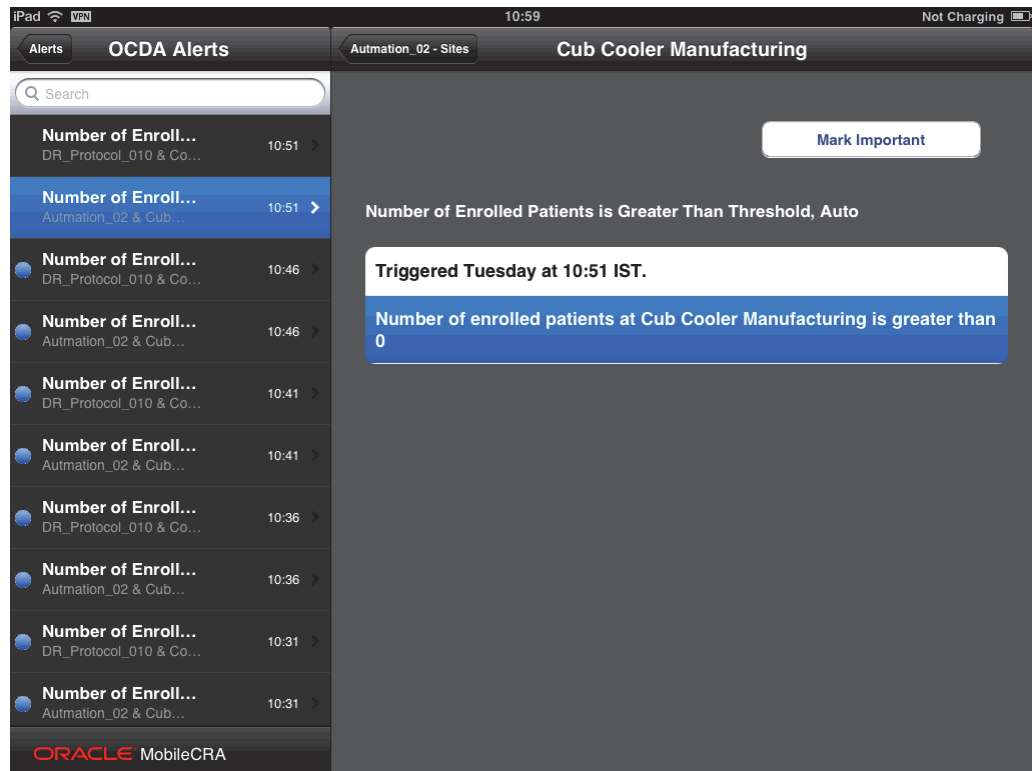 iPad VPN 10:59 Not Charging
Alerts OCDA Alerts
Autmation_02 - Sites Cub Cooler Manufacturing
Search
Number of Enroll...
DR_Protocol_010 & Co...
10:51
Number of Enroll...
Autmation_02 & Cub...
10:51
Number of Enroll...
DR_Protocol_010 & Co...
10:46
Number of Enroll...
Autmation_02 & Cub...
10:46
Number of Enroll...
DR_Protocol_010 & Co...
10:41
Number of Enroll...
Autmation_02 & Cub...
10:41
Number of Enroll...
DR_Protocol_010 & Co...
10:36
Number of Enroll...
Autmation_02 & Cub...
10:36
Number of Enroll...
DR_Protocol_010 & Co...
10:31
Number of Enroll...
Autmation_02 & Cub...
10:31
ORACLE MobileCRA
Mark Important
Number of Enrolled Patients is Greater Than Threshold, Auto
Triggered Tuesday at 10:51 IST.
Number of enrolled patients at Cub Cooler Manufacturing is greater than
0